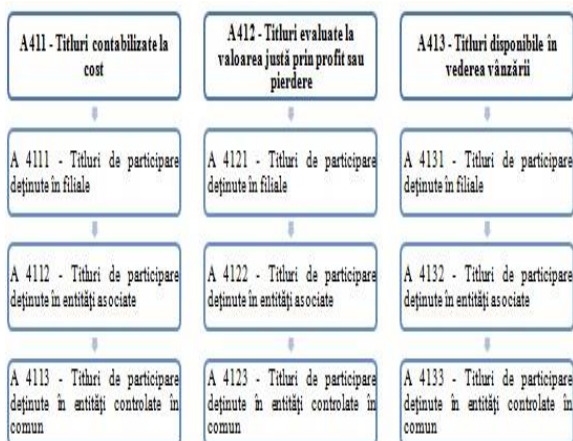 A411 - Titluri contabilizate la
cost
A 4111 - Titluri de participare
deținute în filiale
A 4112 - Titluri de participare
deținute în entități asociate
A 4113 - Titluri de participare
deținute în entități controlate în
comun
A412 - Titluri evaluate la
valoarea justă prin profit sau
pierdere
A 4121 - Titluri de participare
deținute în filiale
A 4122 - Titluri de participare
deținute în entități asociate
A 4123 - Titluri de participare
deținute în entități controlate în
comun
A413 - Titluri disponibile în
vederea vânzării
A 4131 - Titluri de participare
deținute în filiale
A 4132 - Titluri de participare
deținute în entități asociate
A 4133 - Titluri de participare
deținute în entități controlate în
comun